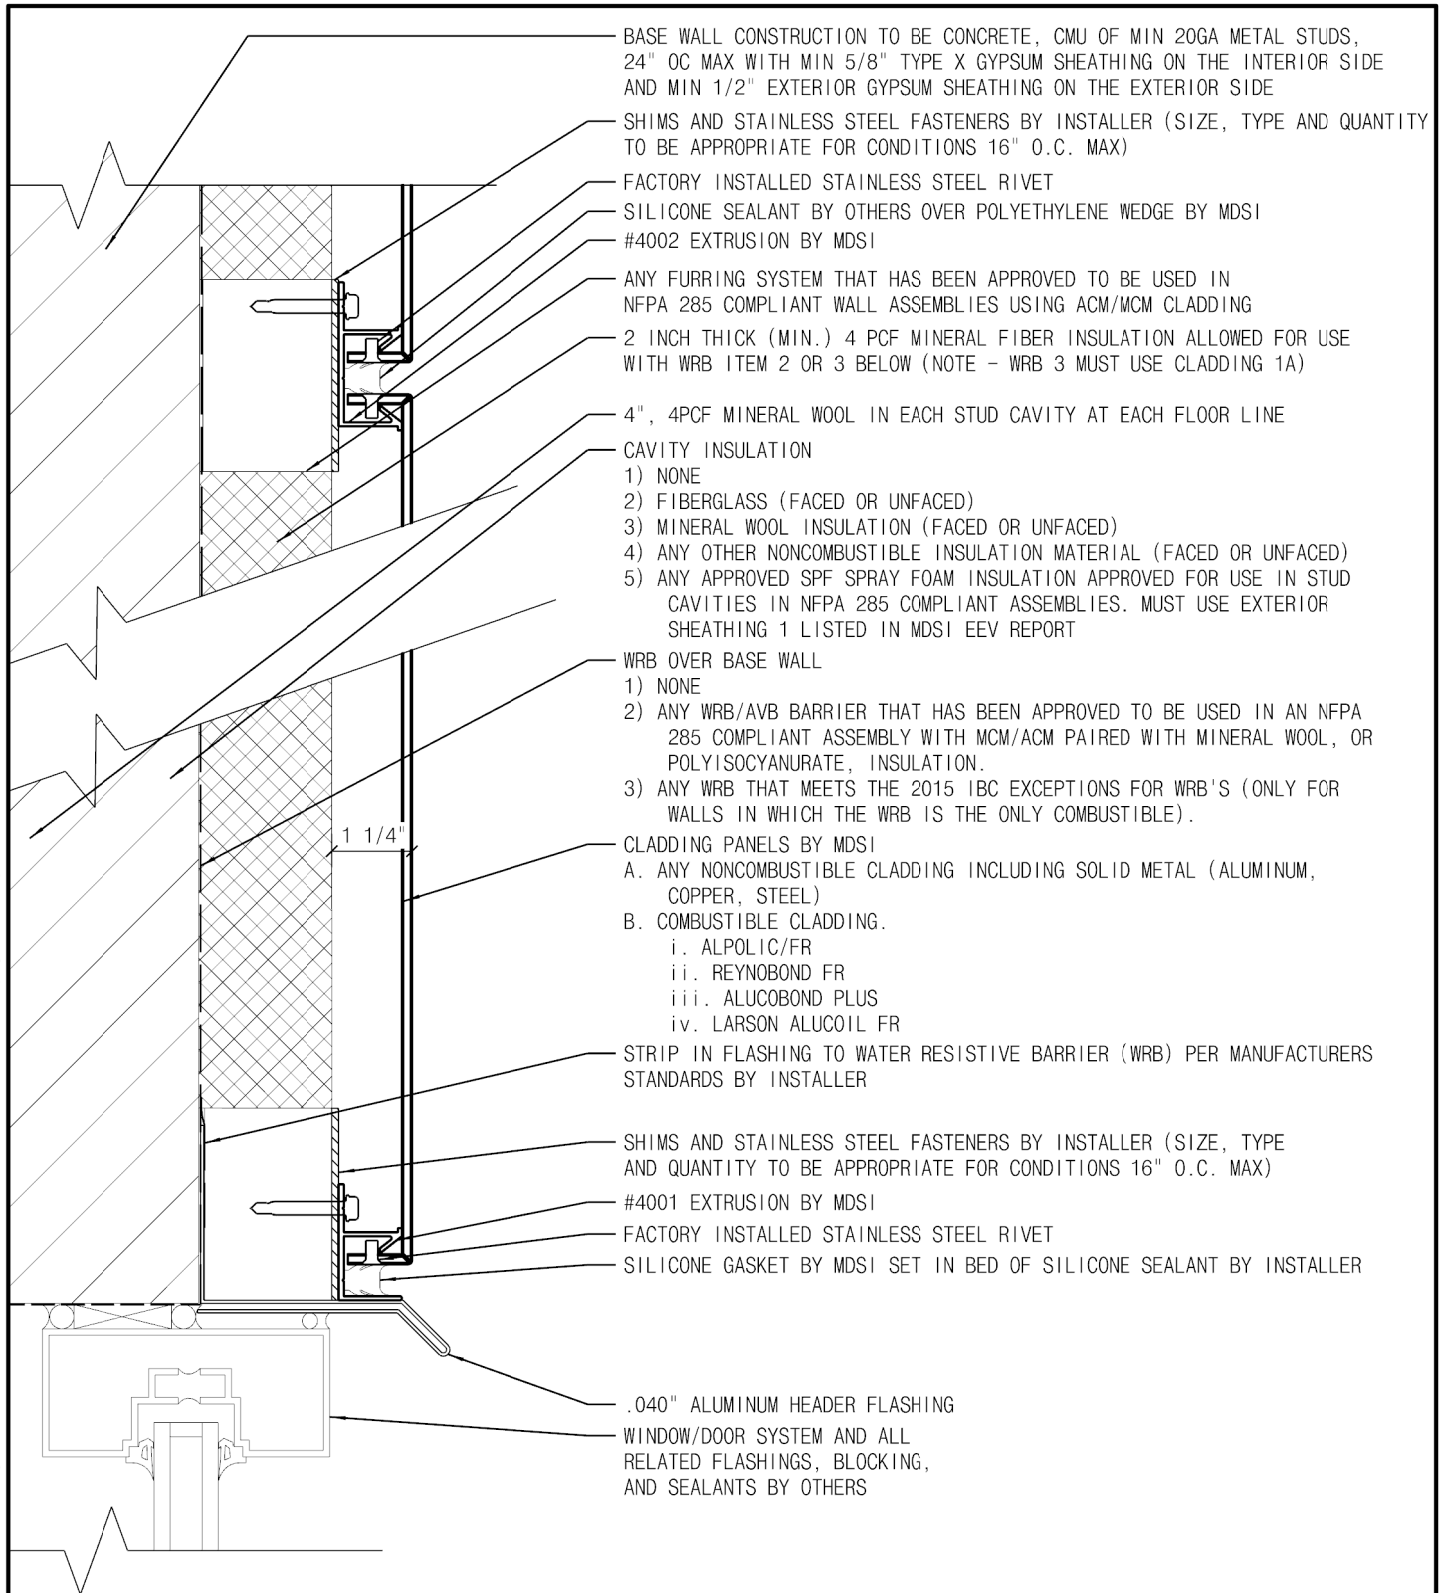 BASE WALL CONSTRUCTION TO BE CONCRETE, CMU OF MIN 20GA METAL STUDS,
24" OC MAX WITH MIN 5/8" TYPE X GYPSUM SHEATHING ON THE INTERIOR SIDE
AND MIN 1/2" EXTERIOR GYPSUM SHEATHING ON THE EXTERIOR SIDE
SHIMS AND STAINLESS STEEL FASTENERS BY INSTALLER (SIZE, TYPE AND QUANTITY
TO BE APPROPRIATE FOR CONDITIONS 16" O.C. MAX)
FACTORY INSTALLED STAINLESS STEEL RIVET
SILICONE SEALANT BY OTHERS OVER POLYETHYLENE WEDGE BY MDSI
#4002 EXTRUSION BY MDSI
ANY FURRING SYSTEM THAT HAS BEEN APPROVED TO BE USED IN
NFPA 285 COMPLIANT WALL ASSEMBLIES USING ACM/MCM CLADDING
2 INCH THICK (MIN.) 4 PCF MINERAL FIBER INSULATION ALLOWED FOR USE
WITH WRB ITEM 2 OR 3 BELOW (NOTE - WRB 3 MUST USE CLADDING 1A)
4", 4PCF MINERAL WOOL IN EACH STUD CAVITY AT EACH FLOOR LINE
CAVITY INSULATION
1) NONE
2) FIBERGLASS (FACED OR UNFACED)
3) MINERAL WOOL INSULATION (FACED OR UNFACED)
4) ANY OTHER NONCOMBUSTIBLE INSULATION MATERIAL (FACED OR UNFACED)
5) ANY APPROVED SPF SPRAY FOAM INSULATION APPROVED FOR USE IN STUD
CAVITIES IN NFPA 285 COMPLIANT ASSEMBLIES. MUST USE EXTERIOR
SHEATHING 1 LISTED IN MDSI EEV REPORT
WRB OVER BASE WALL
1) NONE
2) ANY WRB/AVB BARRIER THAT HAS BEEN APPROVED TO BE USED IN AN NFPA
285 COMPLIANT ASSEMBLY WITH MCM/ACM PAIRED WITH MINERAL WOOL, OR
POLYISOCYANURATE, INSULATION.
3) ANY WRB THAT MEETS THE 2015 IBC EXCEPTIONS FOR WRB'S (ONLY FOR
WALLS IN WHICH THE WRB IS THE ONLY COMBUSTIBLE).
1 1/4"
CLADDING PANELS BY MDSI
A. ANY NONCOMBUSTIBLE CLADDING INCLUDING SOLID METAL (ALUMINUM,
COPPER, STEEL)
B. COMBUSTIBLE CLADDING.
i. ALPOLIC/FR
ii. REYNOBOND FR
iii. ALUCOBOND PLUS
iv. LARSON ALUCOIL FR
STRIP IN FLASHING TO WATER RESISTIVE BARRIER (WRB) PER MANUFACTURERS
STANDARDS BY INSTALLER
SHIMS AND STAINLESS STEEL FASTENERS BY INSTALLER (SIZE, TYPE
AND QUANTITY TO BE APPROPRIATE FOR CONDITIONS 16" O.C. MAX)
#4001 EXTRUSION BY MDSI
FACTORY INSTALLED STAINLESS STEEL RIVET
SILICONE GASKET BY MDSI SET IN BED OF SILICONE SEALANT BY INSTALLER
.040" ALUMINUM HEADER FLASHING
WINDOW/DOOR SYSTEM AND ALL
RELATED FLASHINGS, BLOCKING,
AND SEALANTS BY OTHERS